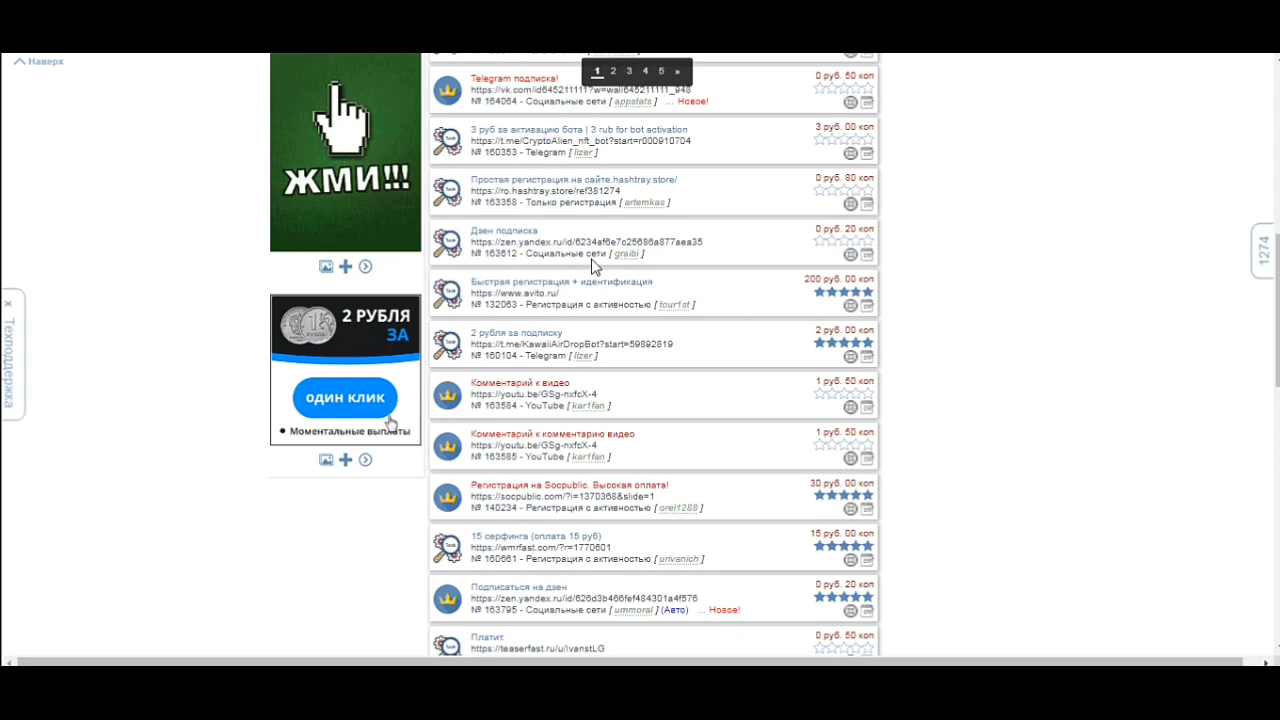 Наверх
1 2 3 4 5 »
Telegram подписка!
0 руб. 50 коп
https://vk.com/id645211111?w=wall645211111_948
№ 164064 - Социальные сети [ appstats ] ... Новое!
3 руб за активацию бота | 3 rub for bot activation
3 руб. 00 коп
https://t.me/CryptoAlien_nft_bot?start=r000910704
№ 160353 - Telegram [ lizer ]
Простая регистрация на сайте.hashtray.store/
0 руб. 80 коп
https://ro.hashtray.store/ref381274
№ 163358 - Только регистрация [ artemkas ]
Дзен подписка
0 руб. 20 коп
https://zen.yandex.ru/id/6234af6e7c25686a877aea35
№ 163612 - Социальные сети [ graibi ]
Быстрая регистрация + идентификация
200 руб. 00 коп
https://www.avito.ru/
№ 132063 - Регистрация с активностью [ tour1st ]
2 рубля за подписку
2 руб. 00 коп
https://t.me/KawaiiAirDropBot?start=59892819
№ 160104 - Telegram [ lizer ]
Комментарий к видео
1 руб. 50 коп
https://youtu.be/GSg-nxfcX-4
№ 163584 - YouTube [ kar1fan ]
Комментарий к комментарию видео
1 руб. 50 коп
https://youtu.be/GSg-nxfcX-4
№ 163585 - YouTube [ kar1fan ]
Регистрация на Socpublic. Высокая оплата!
30 руб. 00 коп
https://socpublic.com/?i=1370368&slide=1
№ 140234 - Регистрация с активностью [ orel1288 ]
15 серфинга (оплата 15 руб)
15 руб. 00 коп
https://wmrfast.com/?r=1770601
№ 160661 - Регистрация с активностью [ urivanich ]
Подписаться на дзен
0 руб. 20 коп
https://zen.yandex.ru/id/626d3b466fef484301a4f576
№ 163795 - Социальные сети [ ummoral ] (Авто) ... Новое!
Платит.
0 руб. 50 коп
https://teaserfast.ru/u/IvanstLG
ЖМИ!!!
2 РУБЛЯ
ЗА
ОДИН КЛИК
• Моментальные выплаты
x Техподдержка
1274
Task
Task
Task
Task
Task
Task